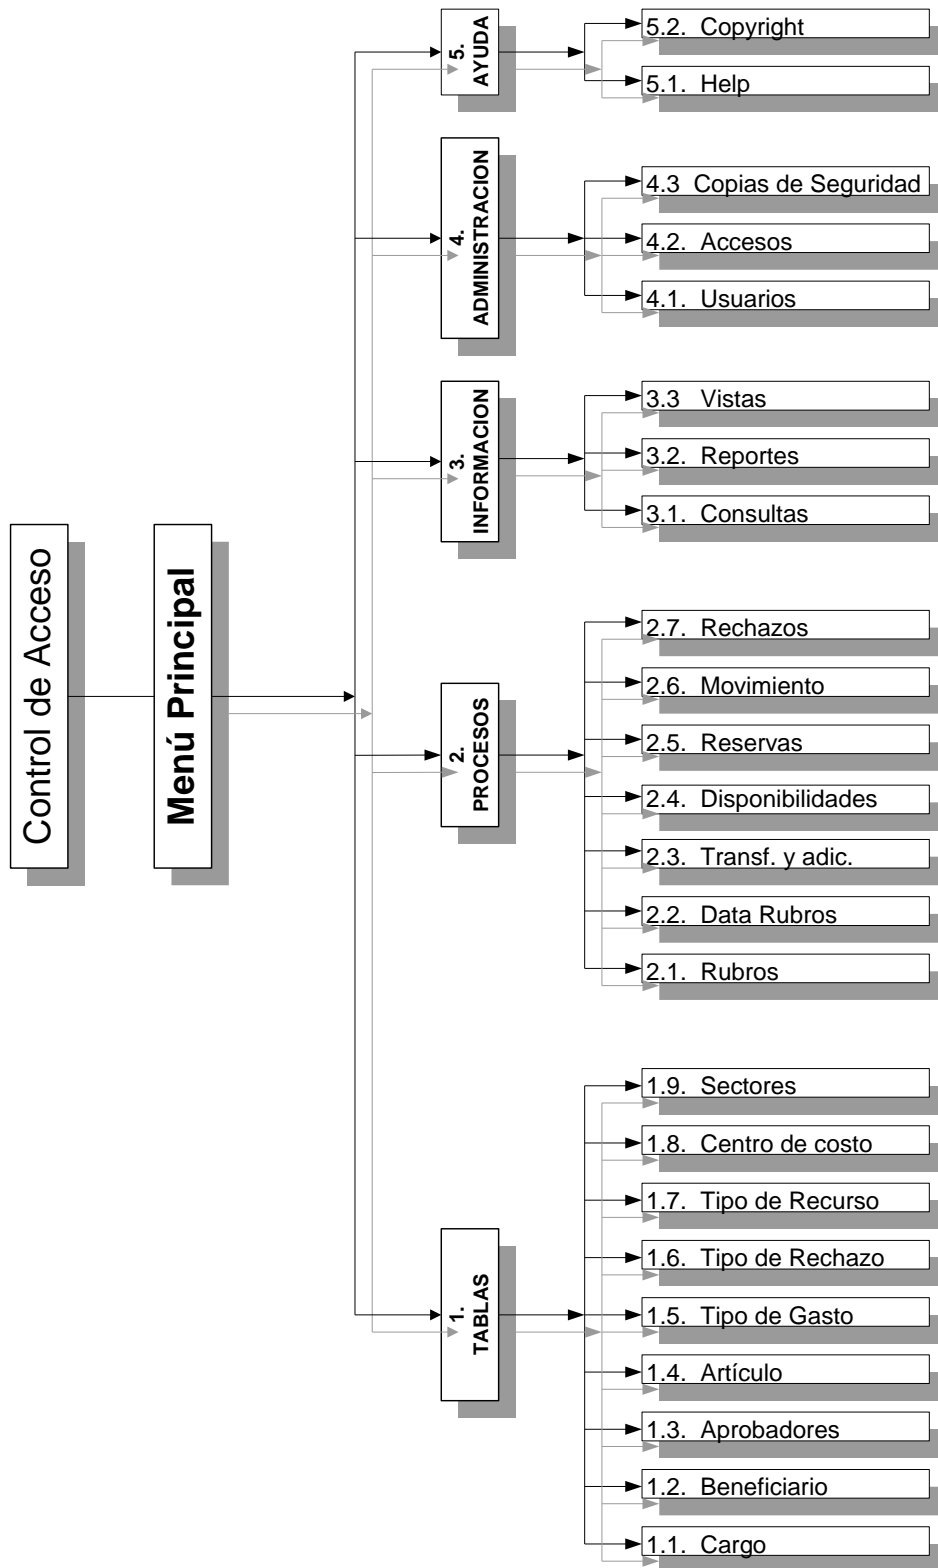 Control de Acceso
Menú Principal
5.
AYUDA
5.2.  Copyright
5.1.  Help
4.
ADMINISTRACION
4.3  Copias de Seguridad
4.2.  Accesos
4.1.  Usuarios
3.
INFORMACION
3.3   Vistas
3.2.  Reportes
3.1.  Consultas
2.
PROCESOS
2.7.  Rechazos
2.6.  Movimiento
2.5.  Reservas
2.4.  Disponibilidades
2.3.  Transf. y adic.
2.2.  Data Rubros
2.1.  Rubros
1.
TABLAS
1.9.  Sectores
1.8.  Centro de costo
1.7.  Tipo de Recurso
1.6.  Tipo de Rechazo
1.5.  Tipo de Gasto
1.4.  Artículo
1.3.  Aprobadores
1.2.  Beneficiario
1.1.  Cargo